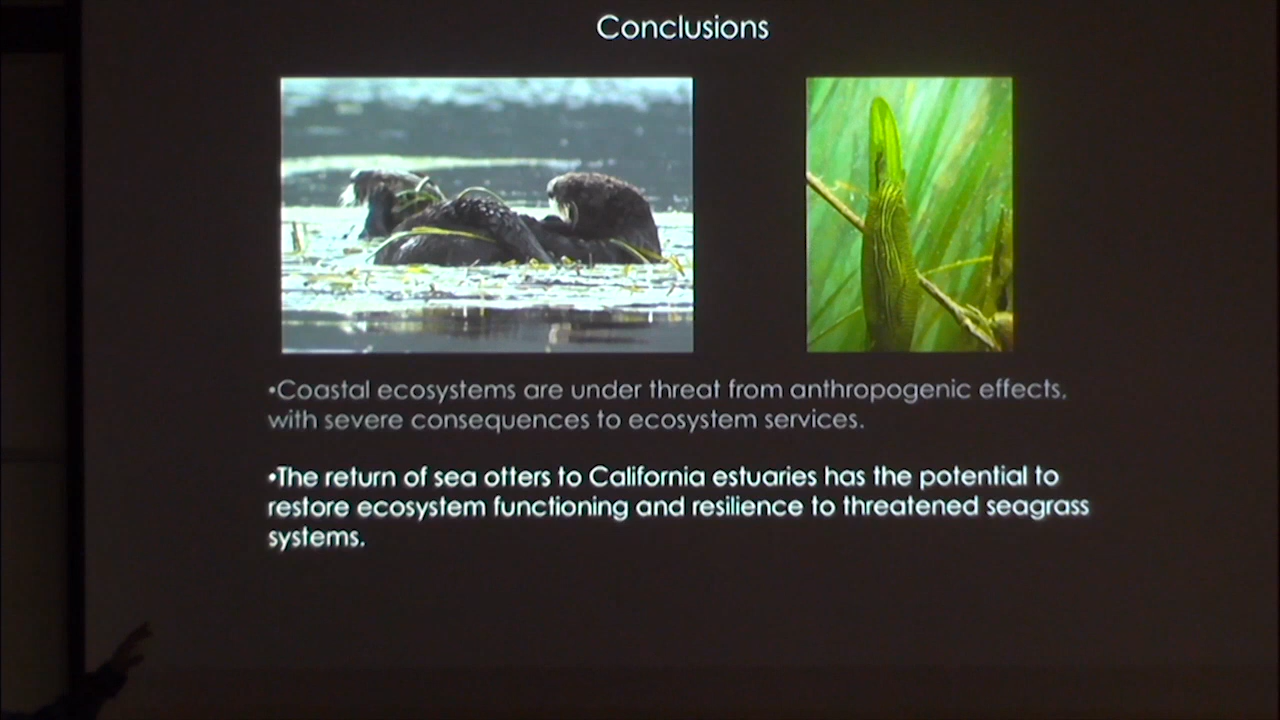 Conclusions
•Coastal ecosystems are under threat from anthropogenic effects,
with severe consequences to ecosystem services.
•The return of sea otters to California estuaries has the potential to
restore ecosystem functioning and resilience to threatened seagrass
systems.